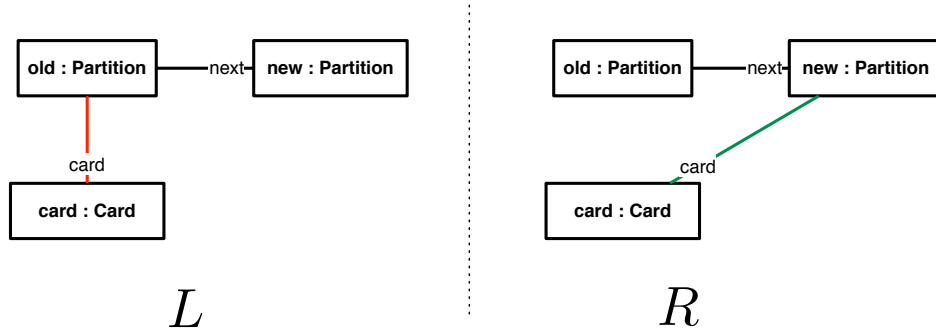 old : Partition
next
new : Partition
card
card : Card
L
old : Partition
next
new : Partition
card
card : Card
R